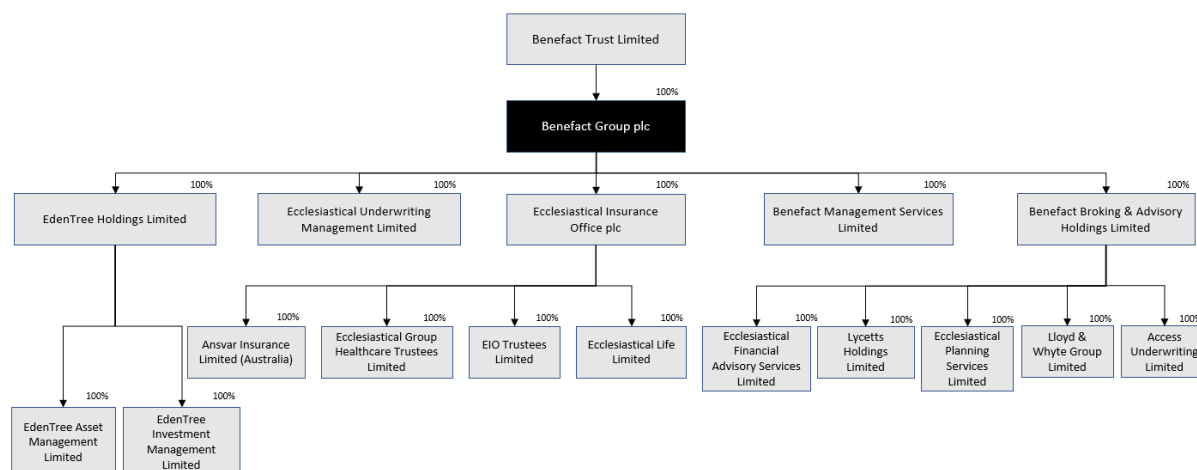 Benefact Trust Limited
100%
Benefact Group plc
100%
100%
100%
100%
100%
EdenTree Holdings Limited
Ecclesiastical Underwriting
Management Limited
Ecclesiastical Insurance
Office plc
Benefact Management Services
Limited
Benefact Broking & Advisory
Holdings Limited
100%
100%
100%
100%
100%
100%
100%
100%
100%
Ansvar Insurance
Limited (Australia)
Ecclesiastical Group
Healthcare Trustees
Limited
EIO Trustees
Limited
Ecclesiastical Life
Limited
Ecclesiastical
Financial
Advisory Services
Limited
Lycetts
Holdings
Limited
Ecclesiastical
Planning
Services
Limited
Lloyd &
Whyte Group
Limited
Access
Underwriting
Limited
100%
100%
EdenTree Asset
Management
Limited
EdenTree
Investment
Management
Limited